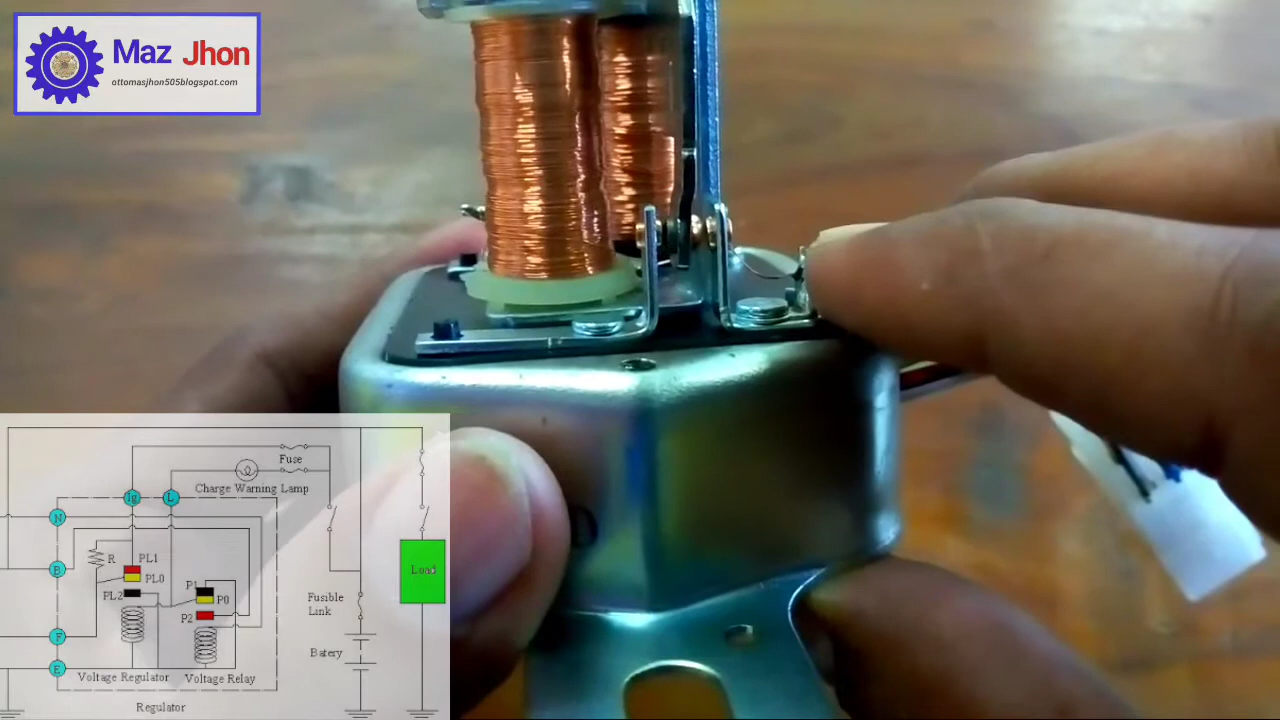 Maz Jhon
ottomasjhon505blogspot.com
Fuse
Charge Warning Lamp
Ig
L
N
R
PL1
B
PL0
Load
PL2
P1
P0
P2
Fusible
Link
F
Batery
E
Voltage Regulator
Voltage Relay
Regulator